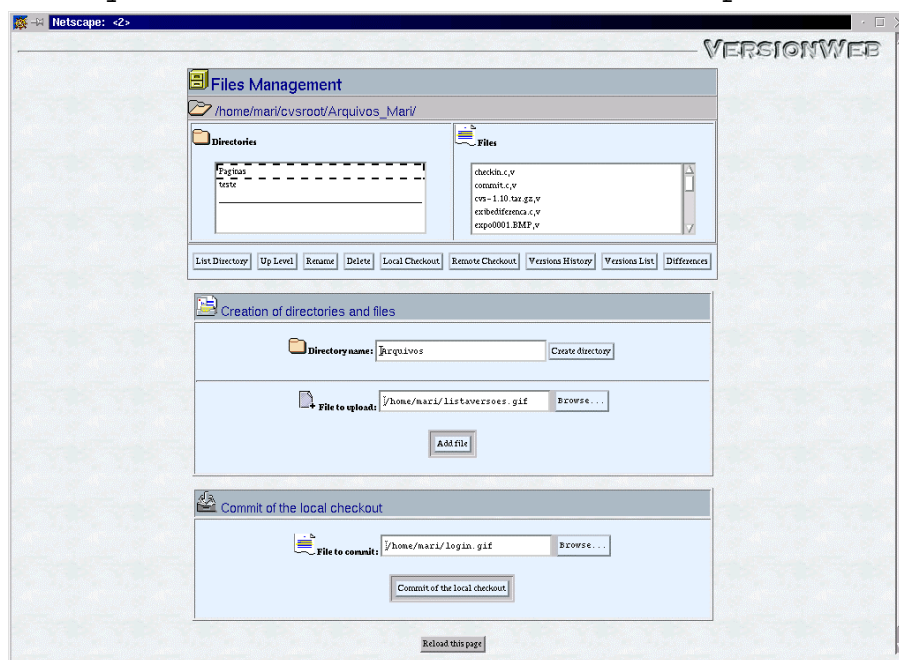 Netscape: <2>
VERSIONWEB
Files Management
/home/mari/cvsroot/Arquivos_Mari/
Directories
Files
Paginas
teste
checkin.c,v
commit.c,v
cvs-1.10.tar.gz,v
exibediferenca.c,v
expo0001.BMP,v
List Directory Up Level Rename Delete Local Checkout Remote Checkout Versions History Versions List Differences
Creation of directories and files
Directory name: Arquivos Create directory
File to upload: /home/mari/listaversoes.gif Browse...
Add file
Commit of the local checkout
File to commit: /home/mari/login.gif Browse...
Commit of the local checkout
Reload this page